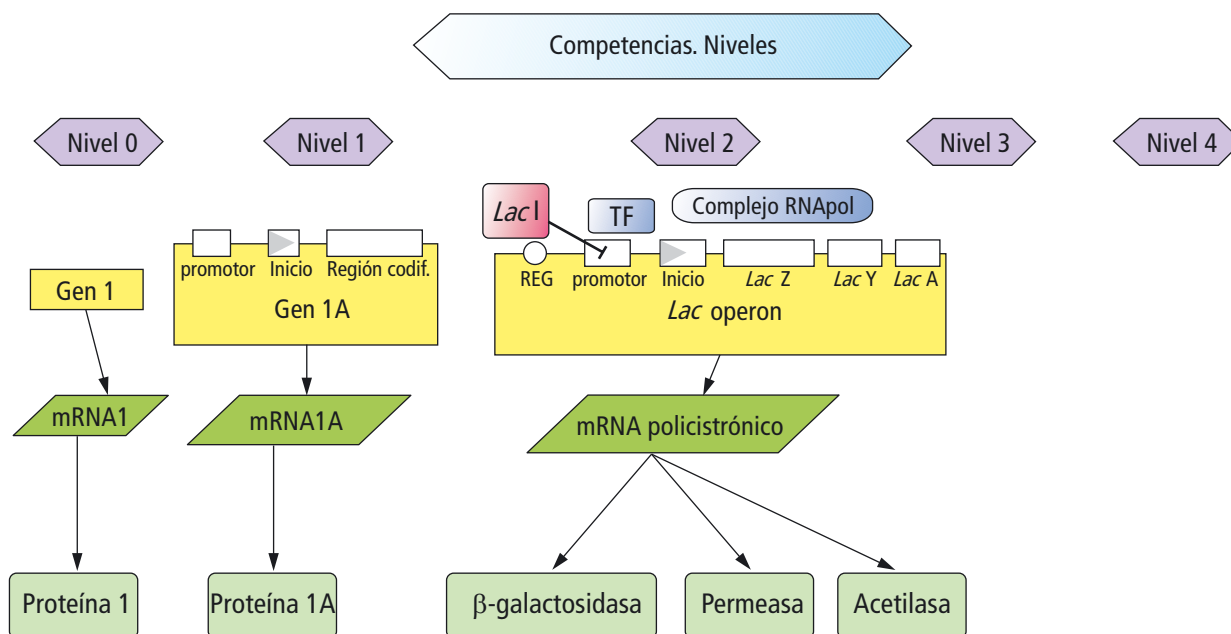 Competencias. Niveles
Nivel 0
Nivel 1
Nivel 2
Nivel 3
Nivel 4
Lac I
TF
Complejo RNApol
promotor
Inicio
Región codif.
REG
promotor
Inicio
Lac Z
Lac Y
Lac A
Gen 1
Gen 1A
Lac operon
mRNA1
mRNA1A
mRNA policistrónico
Proteína 1
Proteína 1A
β-galactosidasa
Permeasa
Acetilasa